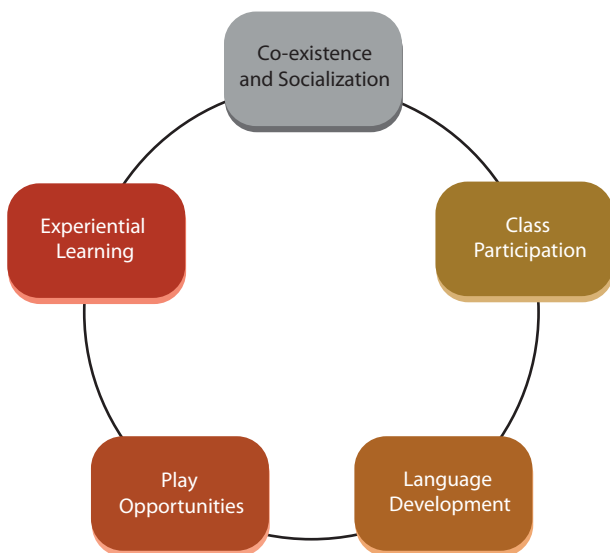 Co-existence
and Socialization
Class
Participation
Language
Development
Play
Opportunities
Experiential
Learning